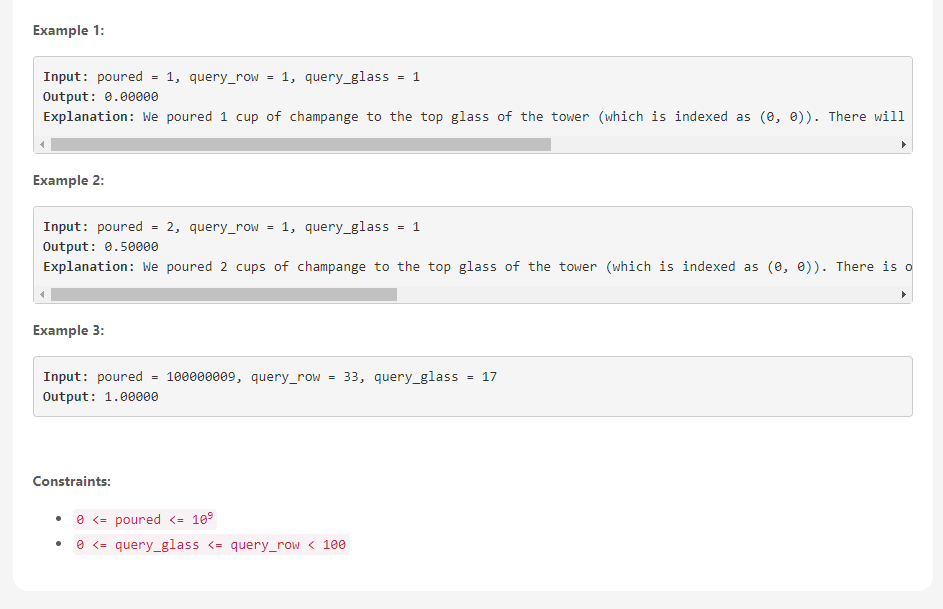 Example 1:
Input: poured = 1, query_row = 1, query_glass = 1
Output: 0.00000
Explanation: We poured 1 cup of champange to the top glass of the tower (which is indexed as (0, 0)). There will
Example 2:
Input: poured = 2, query_row = 1, query_glass = 1
Output: 0.50000
Explanation: We poured 2 cups of champange to the top glass of the tower (which is indexed as (0, 0)). There is o
Example 3:
Input: poured = 100000009, query_row = 33, query_glass = 17
Output: 1.00000
Constraints:
0 <= poured <= 10⁹
0 <= query_glass <= query_row < 100